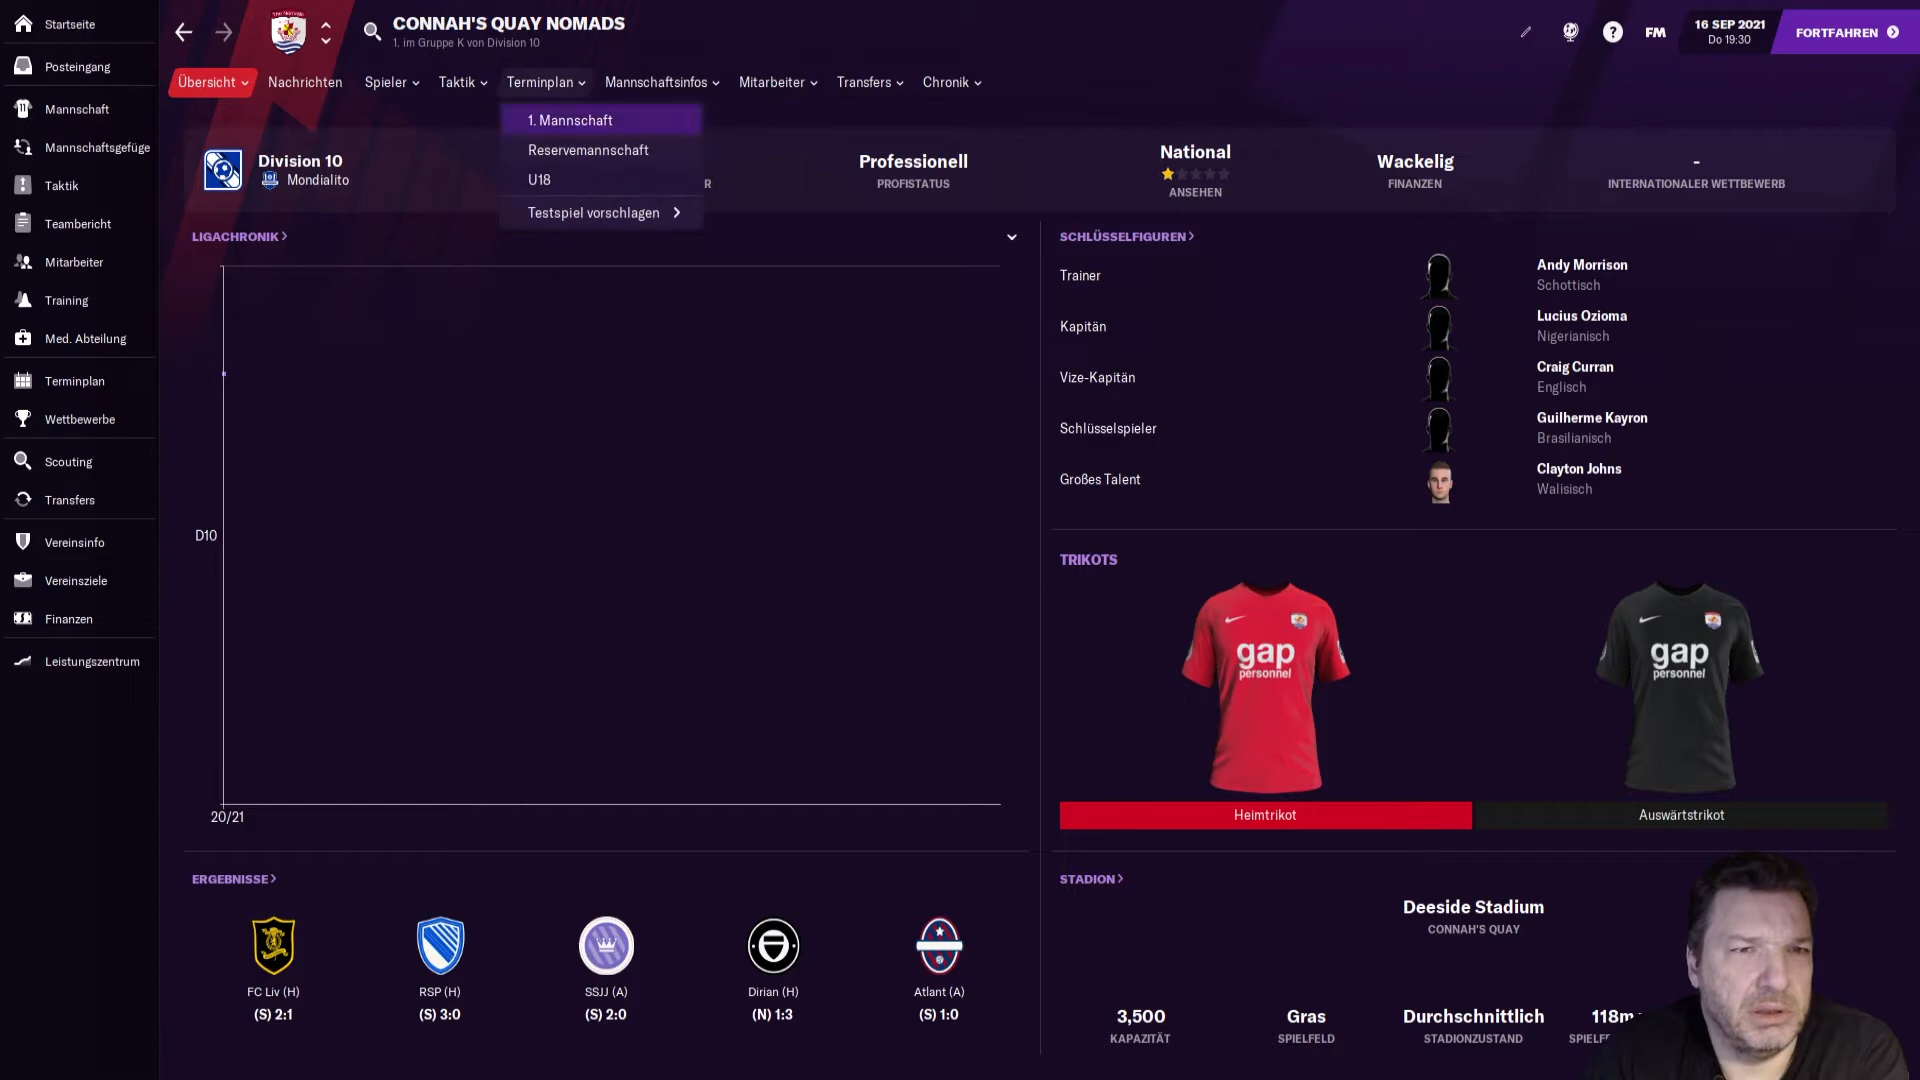 Startseite
Posteingang
Mannschaft
Mannschaftsgefüge
Taktik
Teambericht
Mitarbeiter
Training
Med. Abteilung
Terminplan
Wettbewerbe
Scouting
Transfers
Vereinsinfo
Vereinsziele
Finanzen
Leistungszentrum
CONNAH'S QUAY NOMADS
1. im Gruppe K von Division 10
FM
16 SEP 2021
Do 19:30
FORTFAHREN
Übersicht
Nachrichten
Spieler
Taktik
Terminplan
Mannschaftsinfos
Mitarbeiter
Transfers
Chronik
1. Mannschaft
Reservemannschaft
U18
Testspiel vorschlagen
Division 10
Mondialito
R
Professionell
PROFISTATUS
National
ANSEHEN
Wackelig
FINANZEN
-
INTERNATIONALER WETTBEWERB
LIGACHRONIK
D10
20/21
SCHLÜSSELFIGUREN
Trainer
Andy Morrison
Schottisch
Kapitän
Lucius Ozioma
Nigerianisch
Vize-Kapitän
Craig Curran
Englisch
Schlüsselspieler
Guilherme Kayron
Brasilianisch
Großes Talent
Clayton Johns
Walisisch
TRIKOTS
gap
personnel
gap
personnel
Heimtrikot
Auswärtstrikot
ERGEBNISSE
FC Liv (H)
(S) 2:1
RSP (H)
(S) 3:0
SSJJ (A)
(S) 2:0
Dirian (H)
(N) 1:3
Atlant (A)
(S) 1:0
STADION
Deeside Stadium
CONNAH'S QUAY
3,500
KAPAZITÄT
Gras
SPIELFELD
Durchschnittlich
STADIONZUSTAND
118m